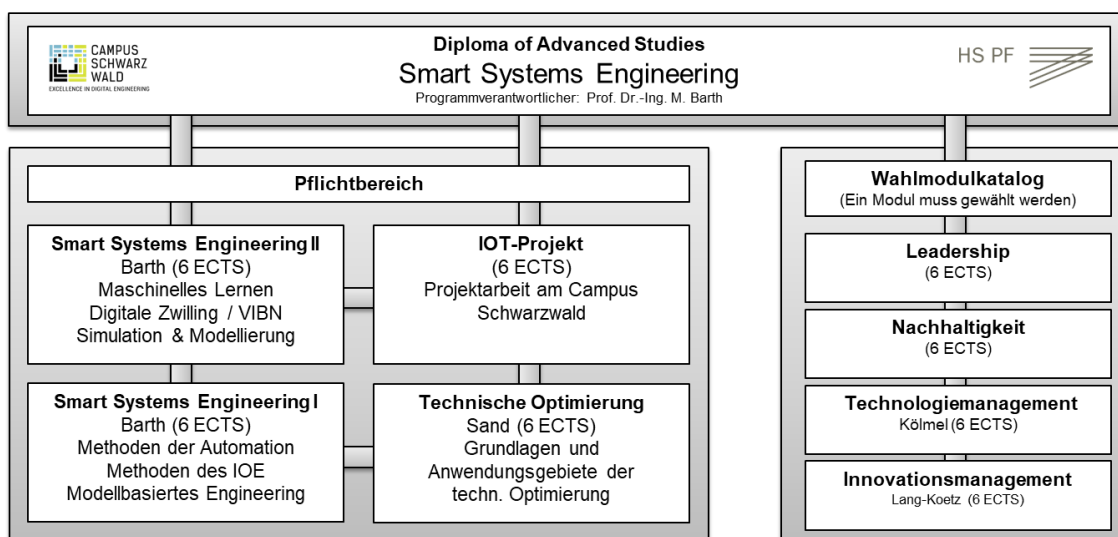 CAMPUS
SCHWARZ
WALD
EXCELLENCE IN DIGITAL ENGINEERING
Diploma of Advanced Studies
Smart Systems Engineering
Programmverantwortlicher: Prof. Dr.-Ing. M. Barth
HS PF
Pflichtbereich
Smart Systems Engineering II
Barth (6 ECTS)
Maschinelles Lernen
Digitale Zwilling / VIBN
Simulation & Modellierung
IOT-Projekt
(6 ECTS)
Projektarbeit am Campus
Schwarzwald
Smart Systems Engineering I
Barth (6 ECTS)
Methoden der Automation
Methoden des IOE
Modellbasiertes Engineering
Technische Optimierung
Sand (6 ECTS)
Grundlagen und
Anwendungsgebiete der
techn. Optimierung
Wahlmodulkatalog
(Ein Modul muss gewählt werden)
Leadership
(6 ECTS)
Nachhaltigkeit
(6 ECTS)
Technologiemanagement
Kölmel (6 ECTS)
Innovationsmanagement
Lang-Koetz (6 ECTS)